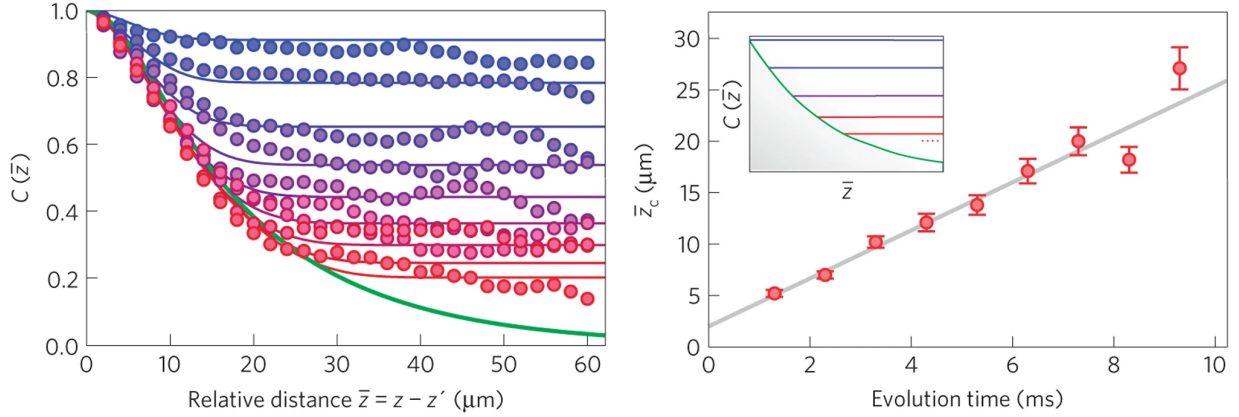 1.0
0.8
0.6
0.4
0.2
0.0
C (z̄)
0 10 20 30 40 50 60
Relative distance z̄ = z – z´ (μm)
30
25
20
15
10
5
0
z̄c (μm)
C (z̄)
z̄
0 2 4 6 8 10
Evolution time (ms)